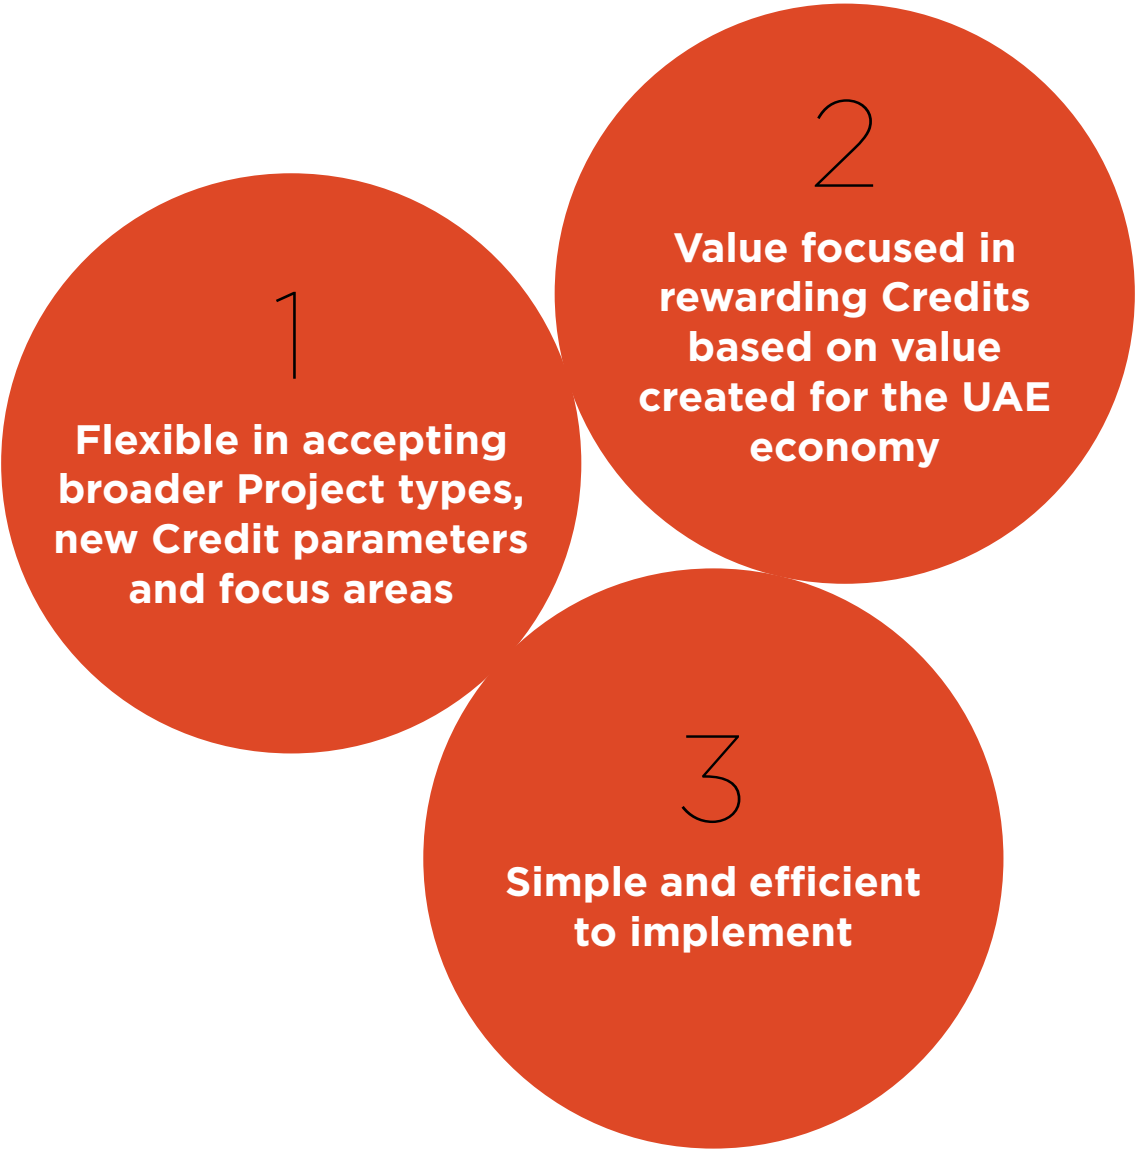 1
Flexible in accepting
broader Project types,
new Credit parameters
and focus areas
2
Value focused in
rewarding Credits
based on value
created for the UAE
economy
3
Simple and efficient
to implement